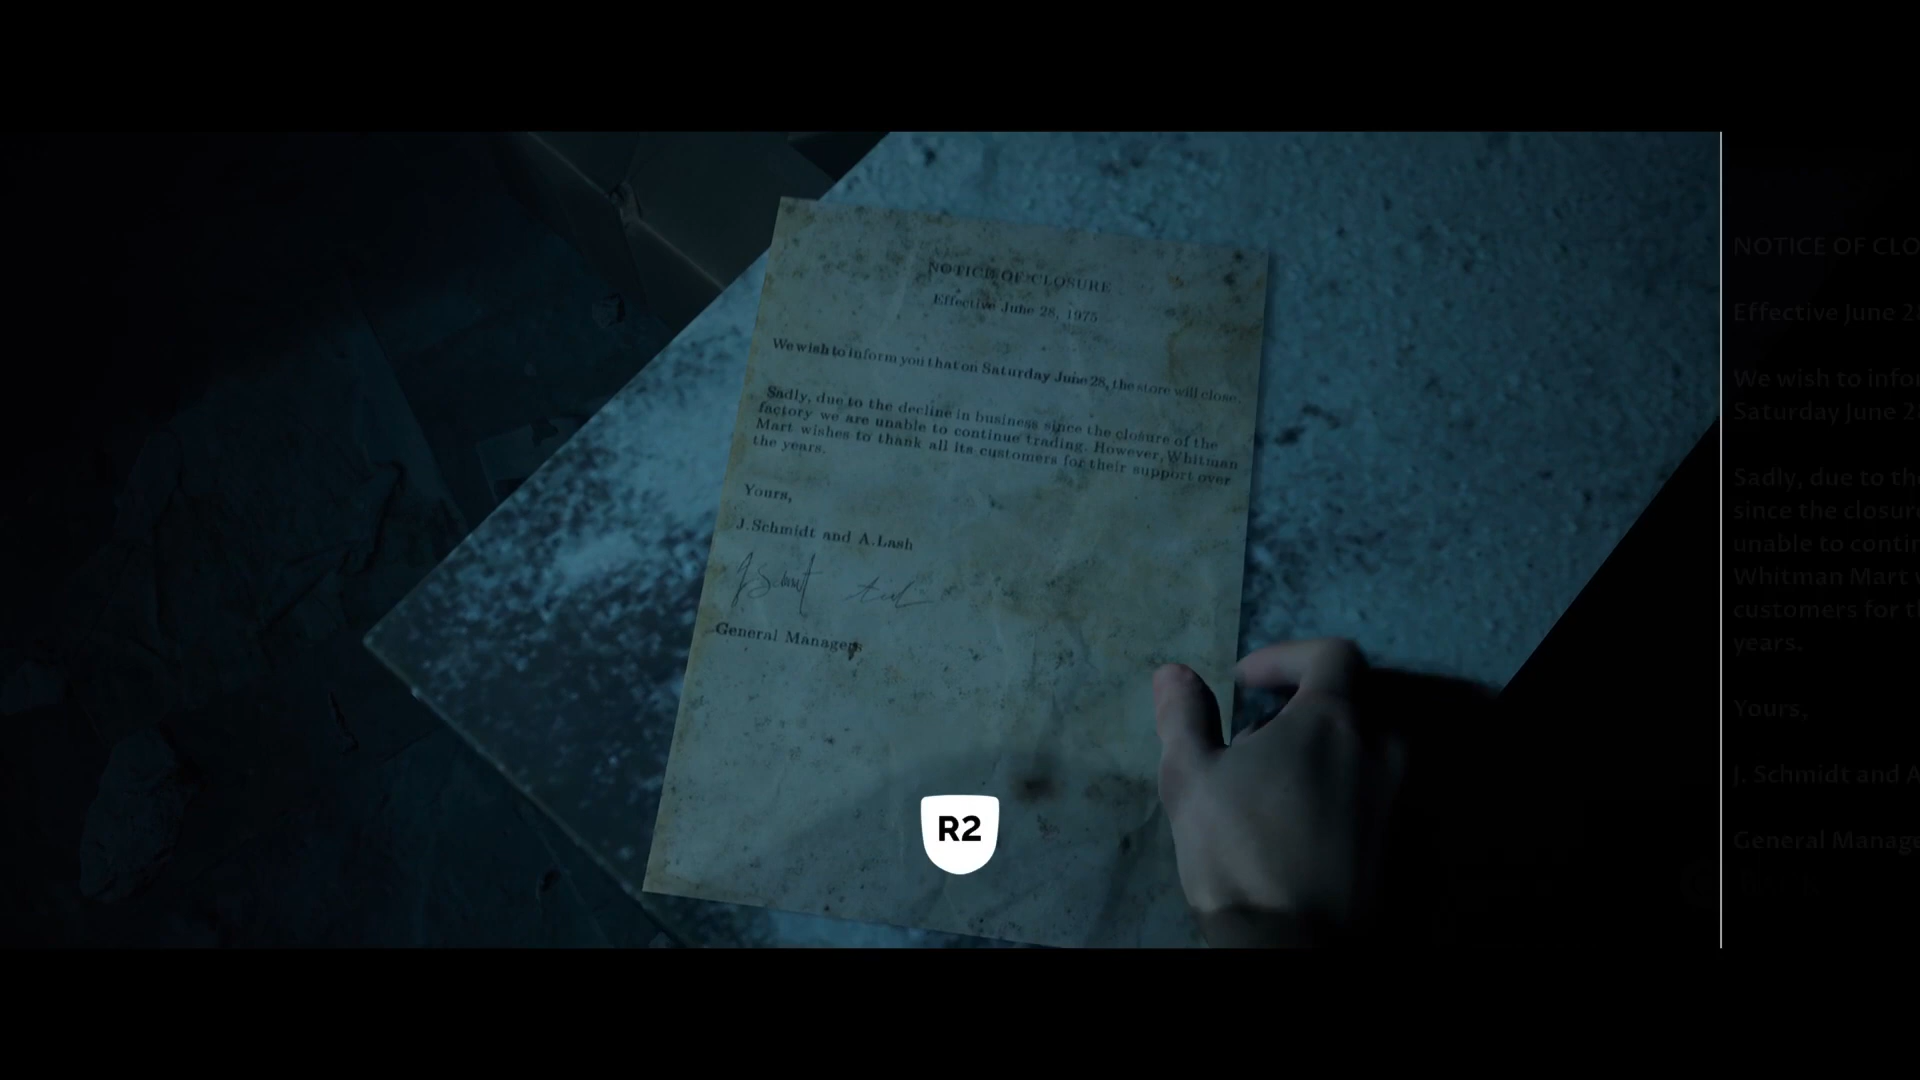 NOTICE OF CLOSURE
Effective June 28, 1975
We wish to inform you that on Saturday June 28, the store will close.
Sadly, due to the decline in business since the closure of the
factory we are unable to continue trading. However, Whitman
Mart wishes to thank all its customers for their support over
the years.
Yours,
J.Schmidt and A.Lash
General Managers
R2
NOTICE OF CLO
Effective June 2
We wish to infor
Saturday June 2
Sadly, due to th
since the closur
unable to contin
Whitman Mart
customers for t
years.
Yours,
J. Schmidt and A
General Manage